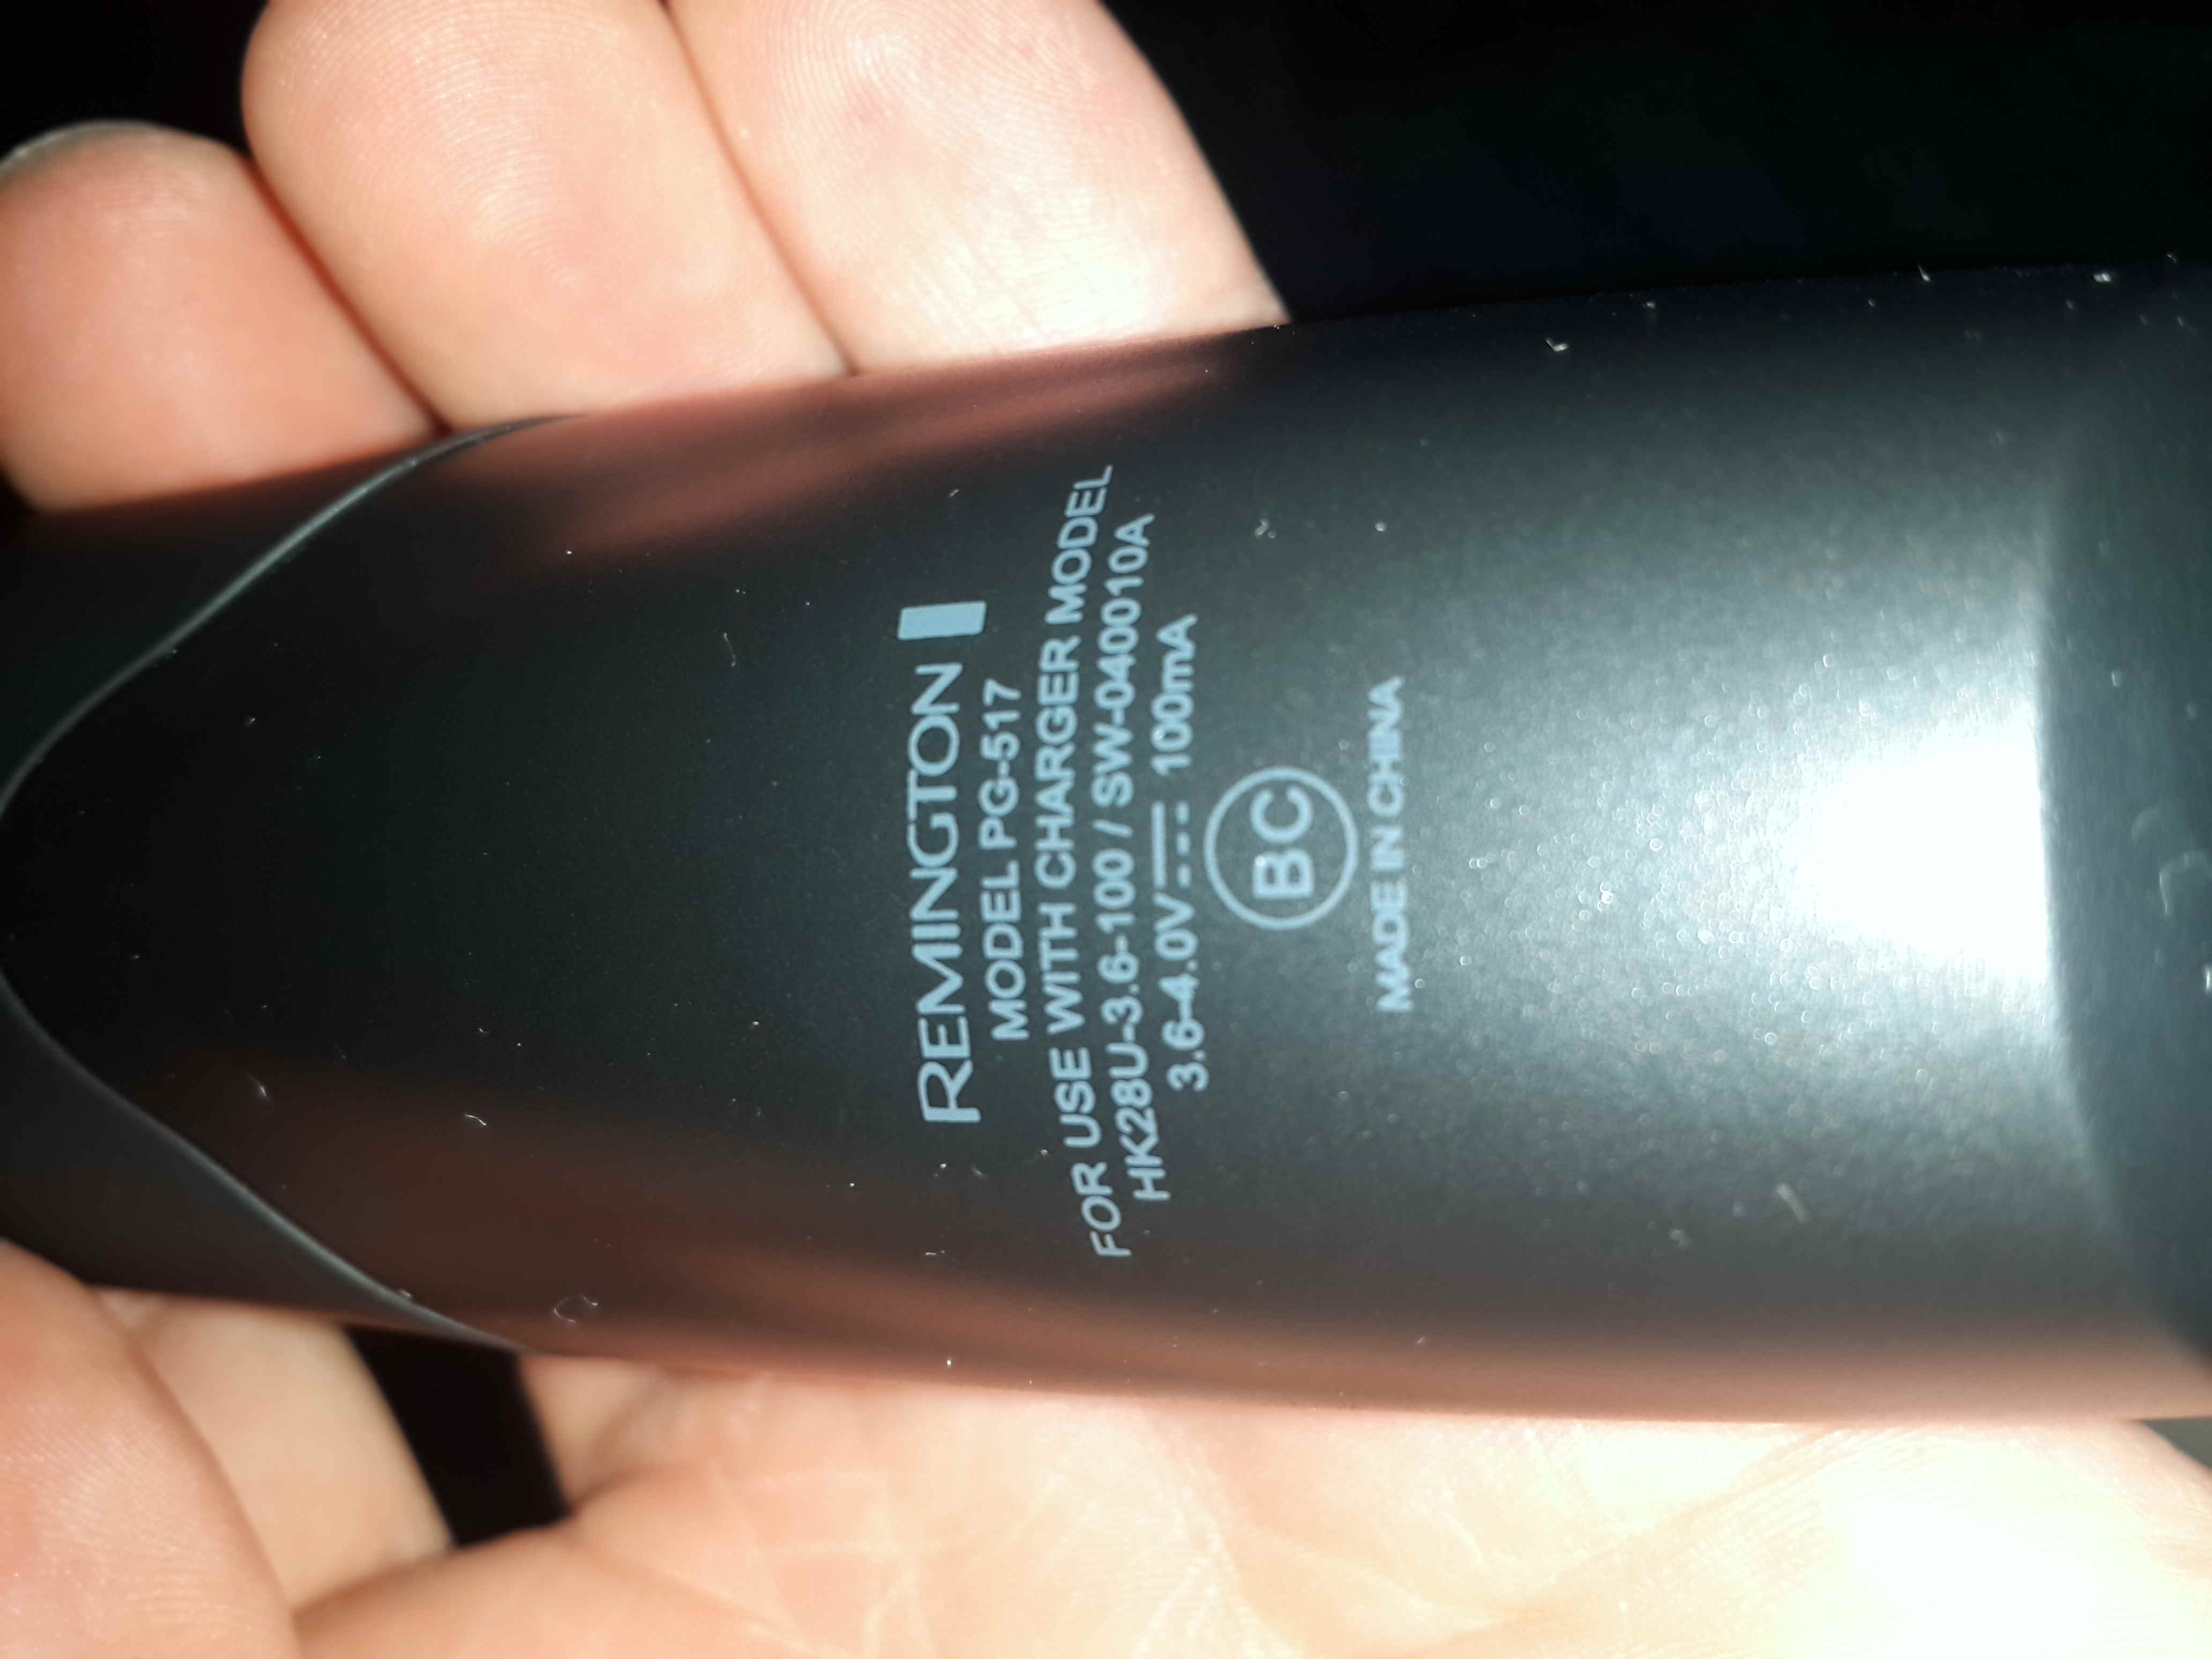 REMINGTON
MODEL PG-517
FOR USE WITH CHARGER MODEL
HK28U-3.6-100 / SW-040010A
3.6-4.0V⎓ 100mA
BC
MADE IN CHINA